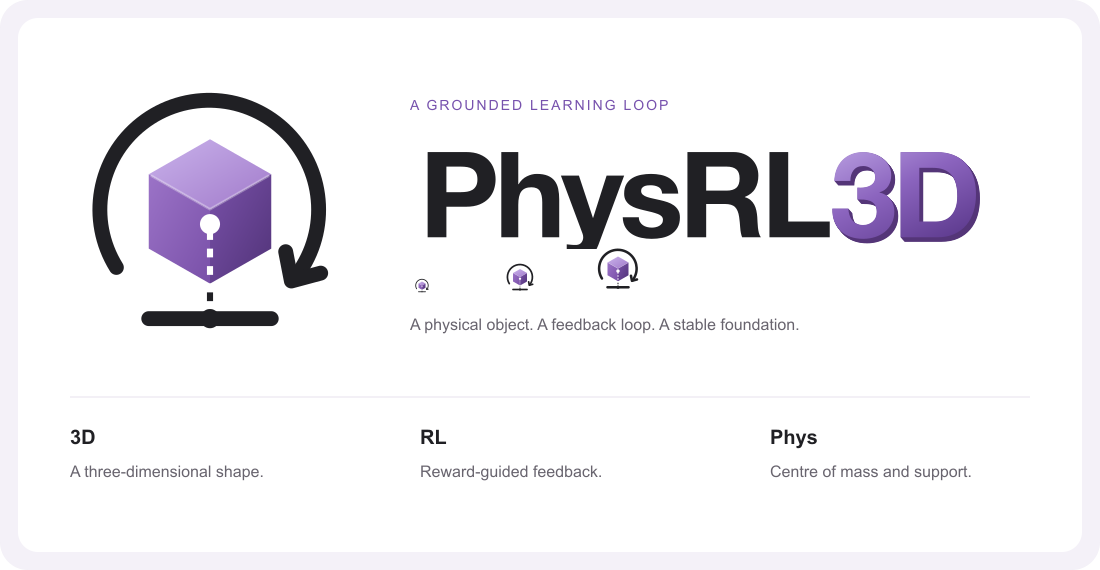 A GROUNDED LEARNING LOOP
PhysRL3D
A physical object. A feedback loop. A stable foundation.
3D
RL
Phys
A three-dimensional shape.
Reward-guided feedback.
Centre of mass and support.